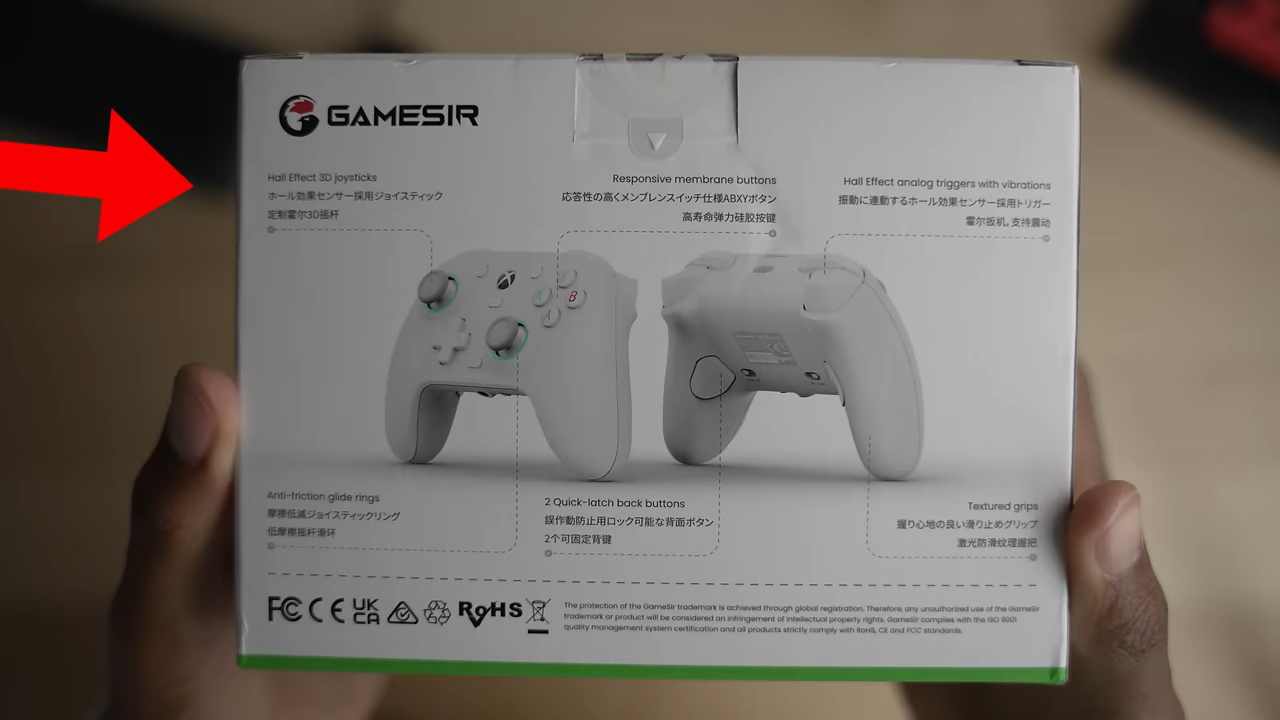 GAMESIR
Hall Effect 3D joysticks
ホール効果センサー採用ジョイスティック
定制霍尔3D摇杆
Responsive membrane buttons
応答性の高くメンブレンスイッチ仕様ABXYボタン
高寿命弹力硅胶按键
Hall Effect analog triggers with vibrations
振動に連動するホール効果センサー採用トリガー
霍尔扳机,支持震动
Y
B
A
Anti-friction glide rings
摩擦低減ジョイスティックリング
低摩擦摇杆滑环
2 Quick-latch back buttons
誤作動防止用ロック可能な背面ボタン
2个可固定背键
Textured grips
握り心地の良い滑り止めグリップ
激光防滑纹理握把
FC CE UK CA RoHS
The protection of the GameSir trademark is achieved through global registration. Therefore, any unauthorized use of the GameSir
trademark or product will be considered an infringement of intellectual property rights. GameSir complies with the ISO 9001
quality management system certification and all products strictly comply with RoHS, CE and FCC standards.